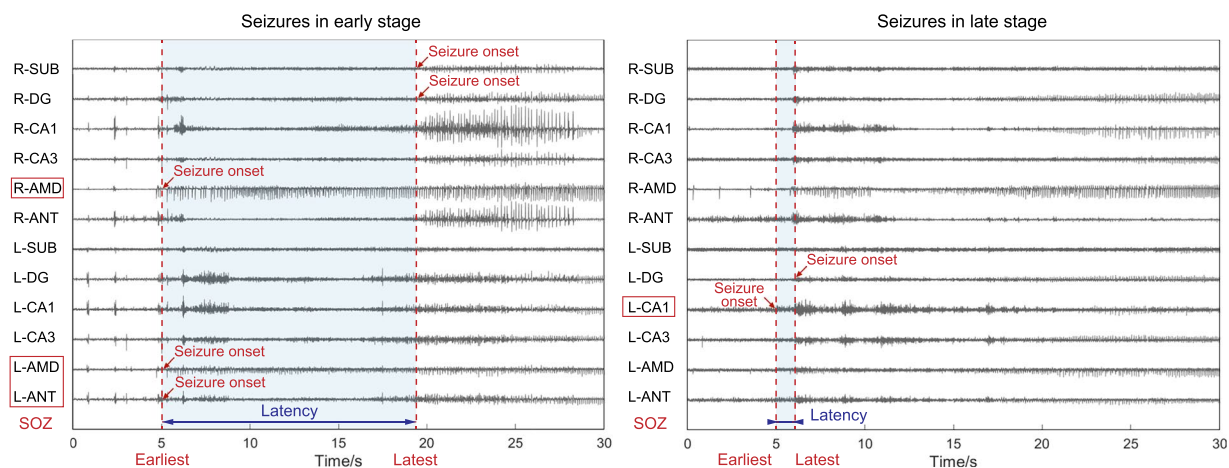 Seizures in early stage
R-SUB
R-DG
R-CA1
R-CA3
R-AMD
R-ANT
L-SUB
L-DG
L-CA1
L-CA3
L-AMD
L-ANT
SOZ
Seizure onset
Seizure onset
Seizure onset
Seizure onset
Seizure onset
Latency
0 5 10 15 20 25 30
Earliest Time/s Latest
Seizures in late stage
R-SUB
R-DG
R-CA1
R-CA3
R-AMD
R-ANT
L-SUB
L-DG
L-CA1
L-CA3
L-AMD
L-ANT
SOZ
Seizure onset
Seizure
onset
Latency
0 5 10 15 20 25 30
Earliest Latest Time/s